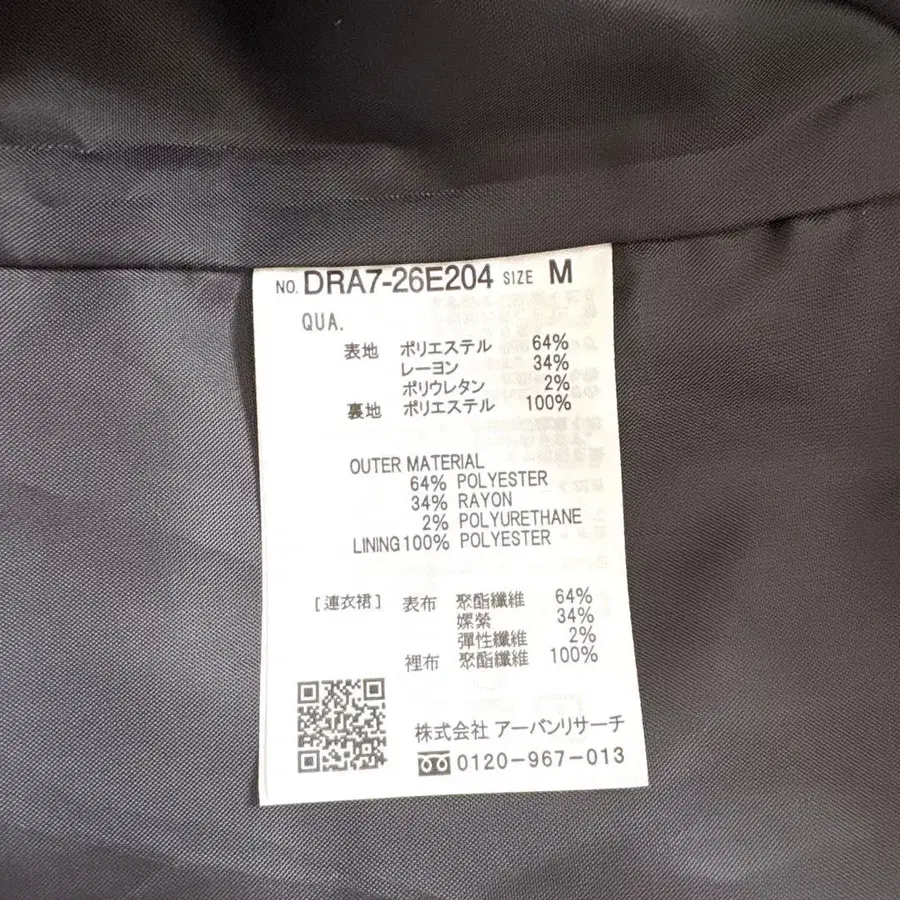 NO. DRA7-26E204 SIZE M
QUA.
表地 ポリエステル 64%
レーヨン 34%
ポリウレタン 2%
裏地 ポリエステル 100%
OUTER MATERIAL
64% POLYESTER
34% RAYON
2% POLYURETHANE
LINING100% POLYESTER
[連衣裙] 表布 聚酯纖維 64%
嫘縈 34%
彈性纖維 2%
裡布 聚酯纖維 100%
株式会社 アーバンリサーチ
0120-967-013